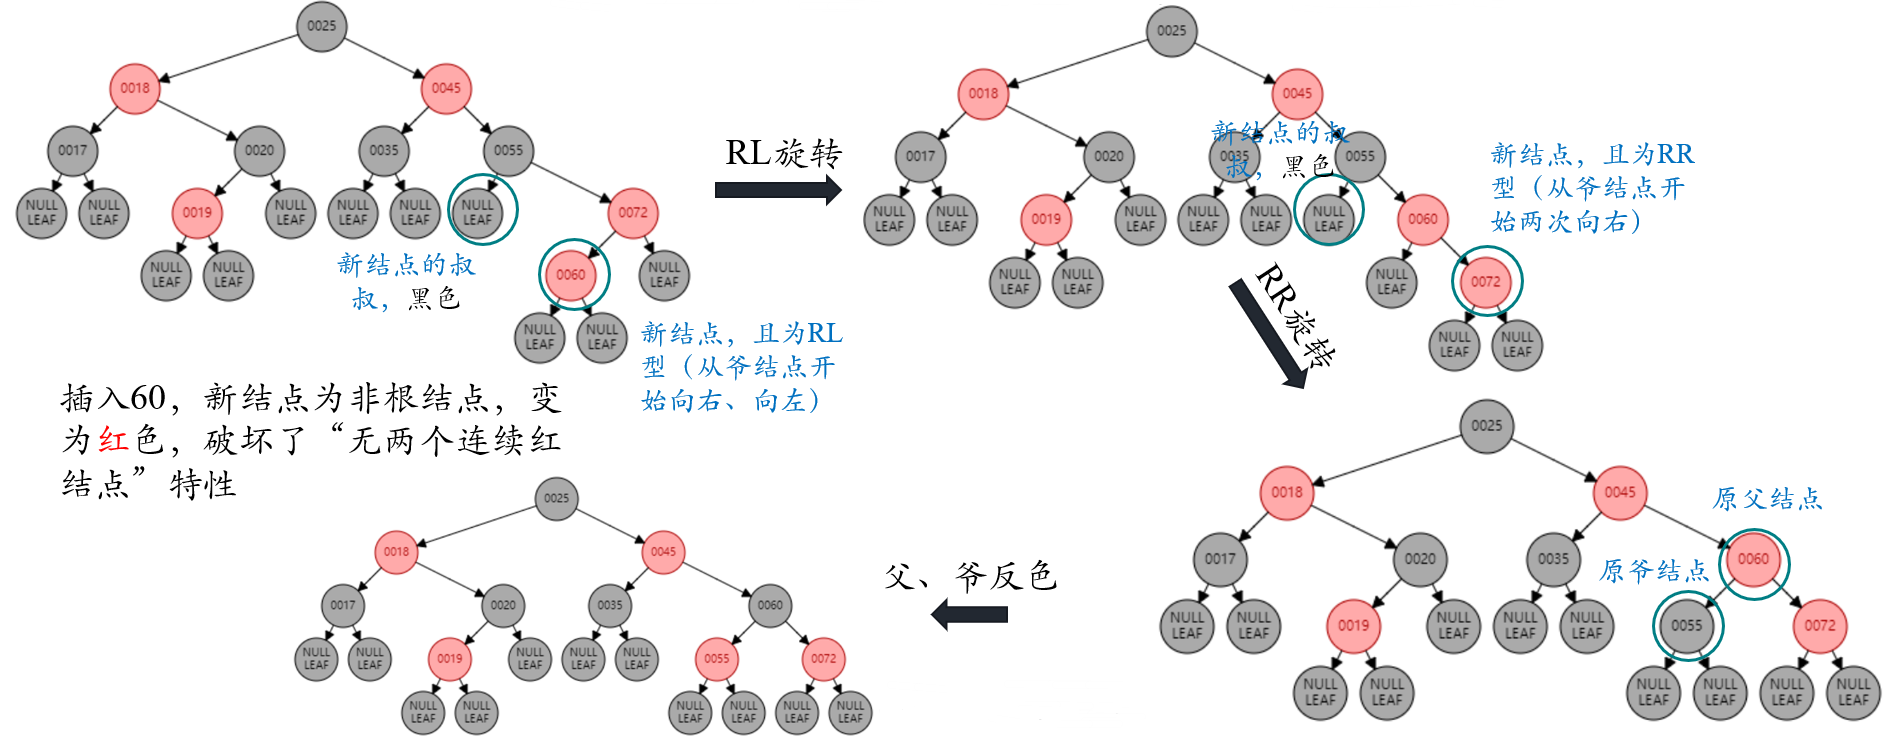 0025
0018
0045
0017
0020
0035
0055
NULL
LEAF
NULL
LEAF
0019
NULL
LEAF
NULL
LEAF
NULL
LEAF
NULL
LEAF
0072
NULL
LEAF
NULL
LEAF
0060
NULL
LEAF
NULL
LEAF
NULL
LEAF
新结点的叔
叔，黑色
新结点，且为RL
型（从爷结点开
始向右、向左）
插入60，新结点为非根结点，变
为红色，破坏了“无两个连续红
结点”特性
RL旋转
0025
0018
0045
0017
0020
0035
0055
新结点的叔
叔，黑色
NULL
LEAF
NULL
LEAF
0019
NULL
LEAF
NULL
LEAF
NULL
LEAF
NULL
LEAF
0060
NULL
LEAF
NULL
LEAF
NULL
LEAF
0072
NULL
LEAF
NULL
LEAF
新结点，且为RR
型（从爷结点开
始两次向右）
RR旋转
0025
0018
0045
原父结点
0017
0020
0035
0060
原爷结点
NULL
LEAF
NULL
LEAF
0019
NULL
LEAF
NULL
LEAF
NULL
LEAF
0055
0072
NULL
LEAF
NULL
LEAF
NULL
LEAF
NULL
LEAF
NULL
LEAF
NULL
LEAF
父、爷反色
0025
0018
0045
0017
0020
0035
0060
NULL
LEAF
NULL
LEAF
0019
NULL
LEAF
NULL
LEAF
NULL
LEAF
0055
0072
NULL
LEAF
NULL
LEAF
NULL
LEAF
NULL
LEAF
NULL
LEAF
NULL
LEAF